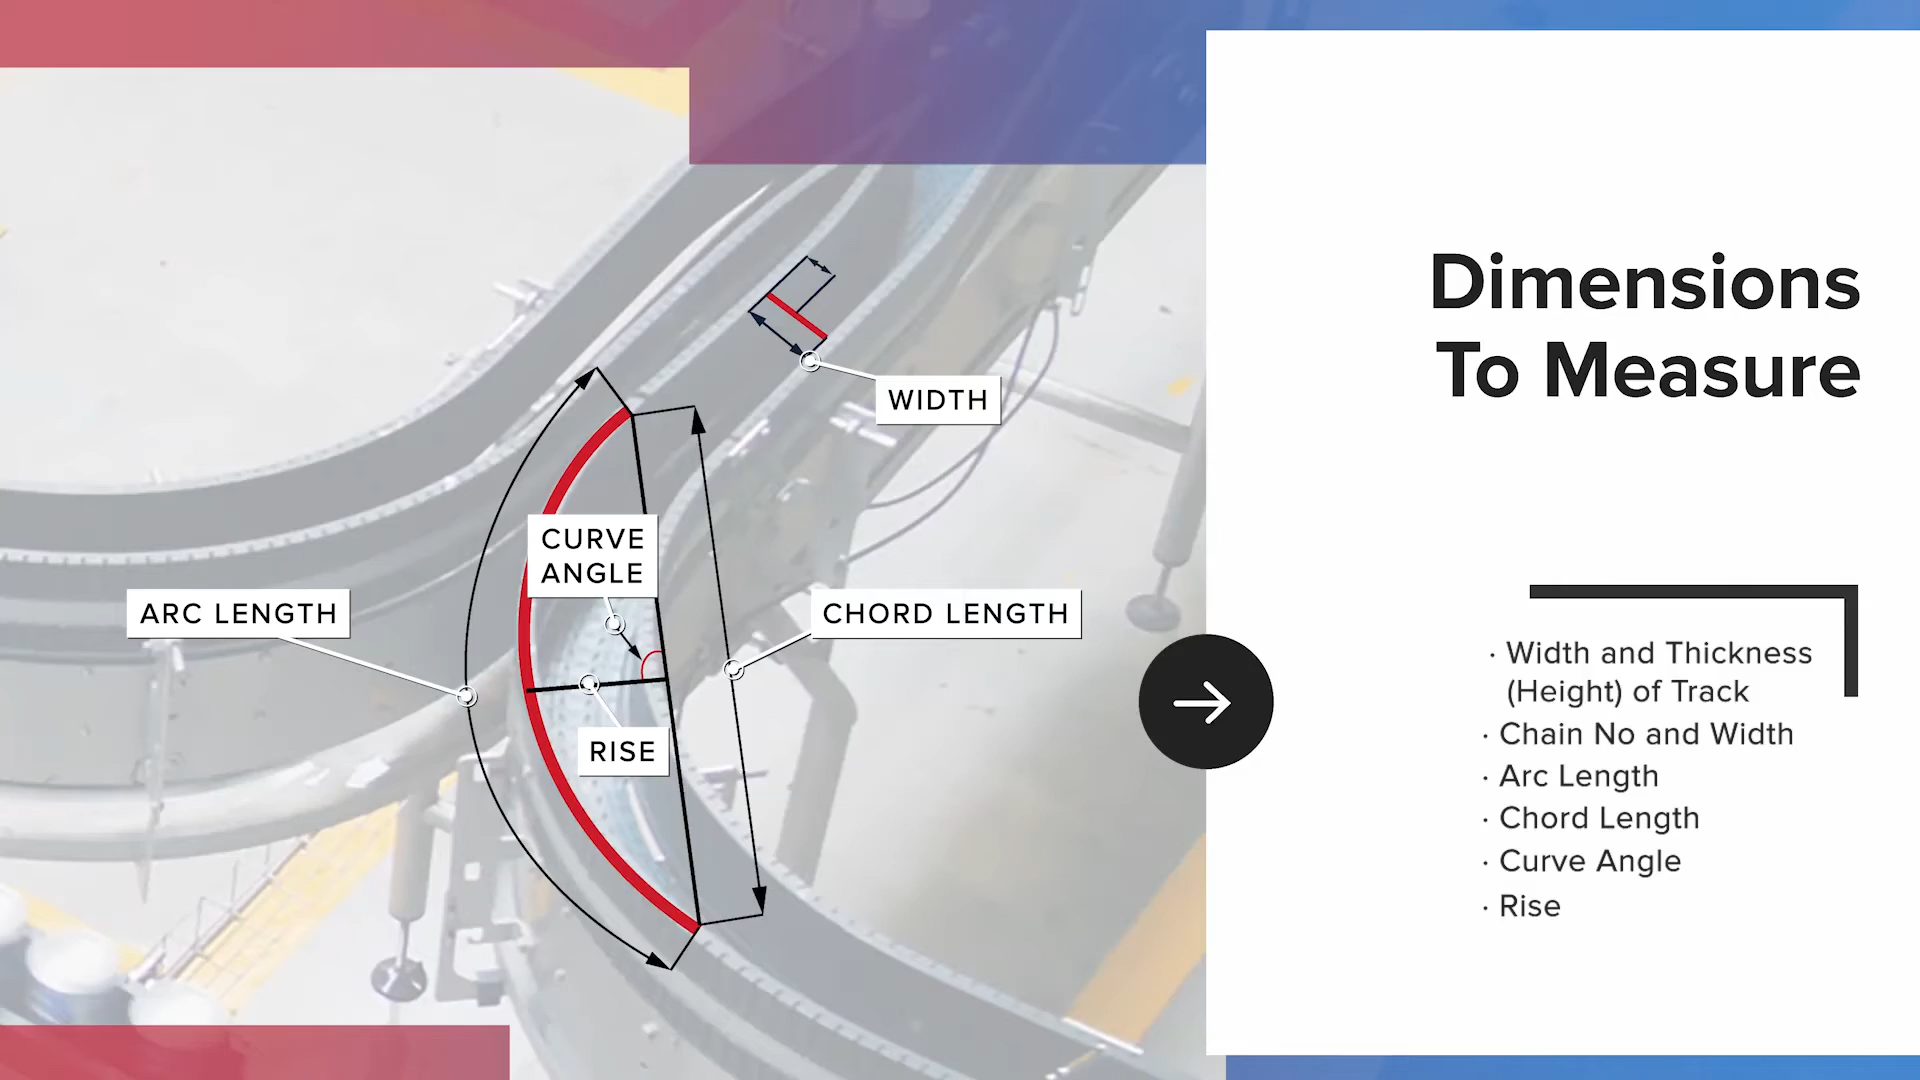 Dimensions
To Measure
WIDTH
CURVE
ANGLE
ARC LENGTH
CHORD LENGTH
RISE
· Width and Thickness
(Height) of Track
· Chain No and Width
· Arc Length
· Chord Length
· Curve Angle
· Rise